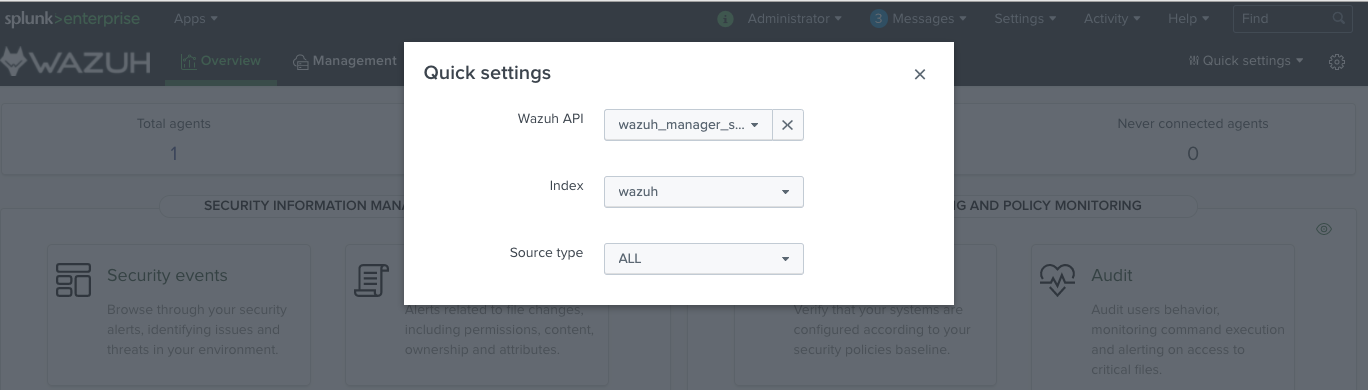 splunk>enterprise Apps Administrator 3 Messages Settings Activity Help Find
WAZUH Overview Management Quick settings
Quick settings
Wazuh API wazuh_manager_s...
Index wazuh
Source type ALL
Total agents Never connected agents
1 0
SECURITY INFORMATION MANA G AND POLICY MONITORING
Security events
Browse through your security
alerts, identifying issues and
threats in your environment.
Alerts related to file changes,
including permissions, content,
ownership and attributes.
Verify that your systems are
configured according to your
security policies baseline.
Audit
Audit users behavior,
monitoring command execution
and alerting on access to
critical files.